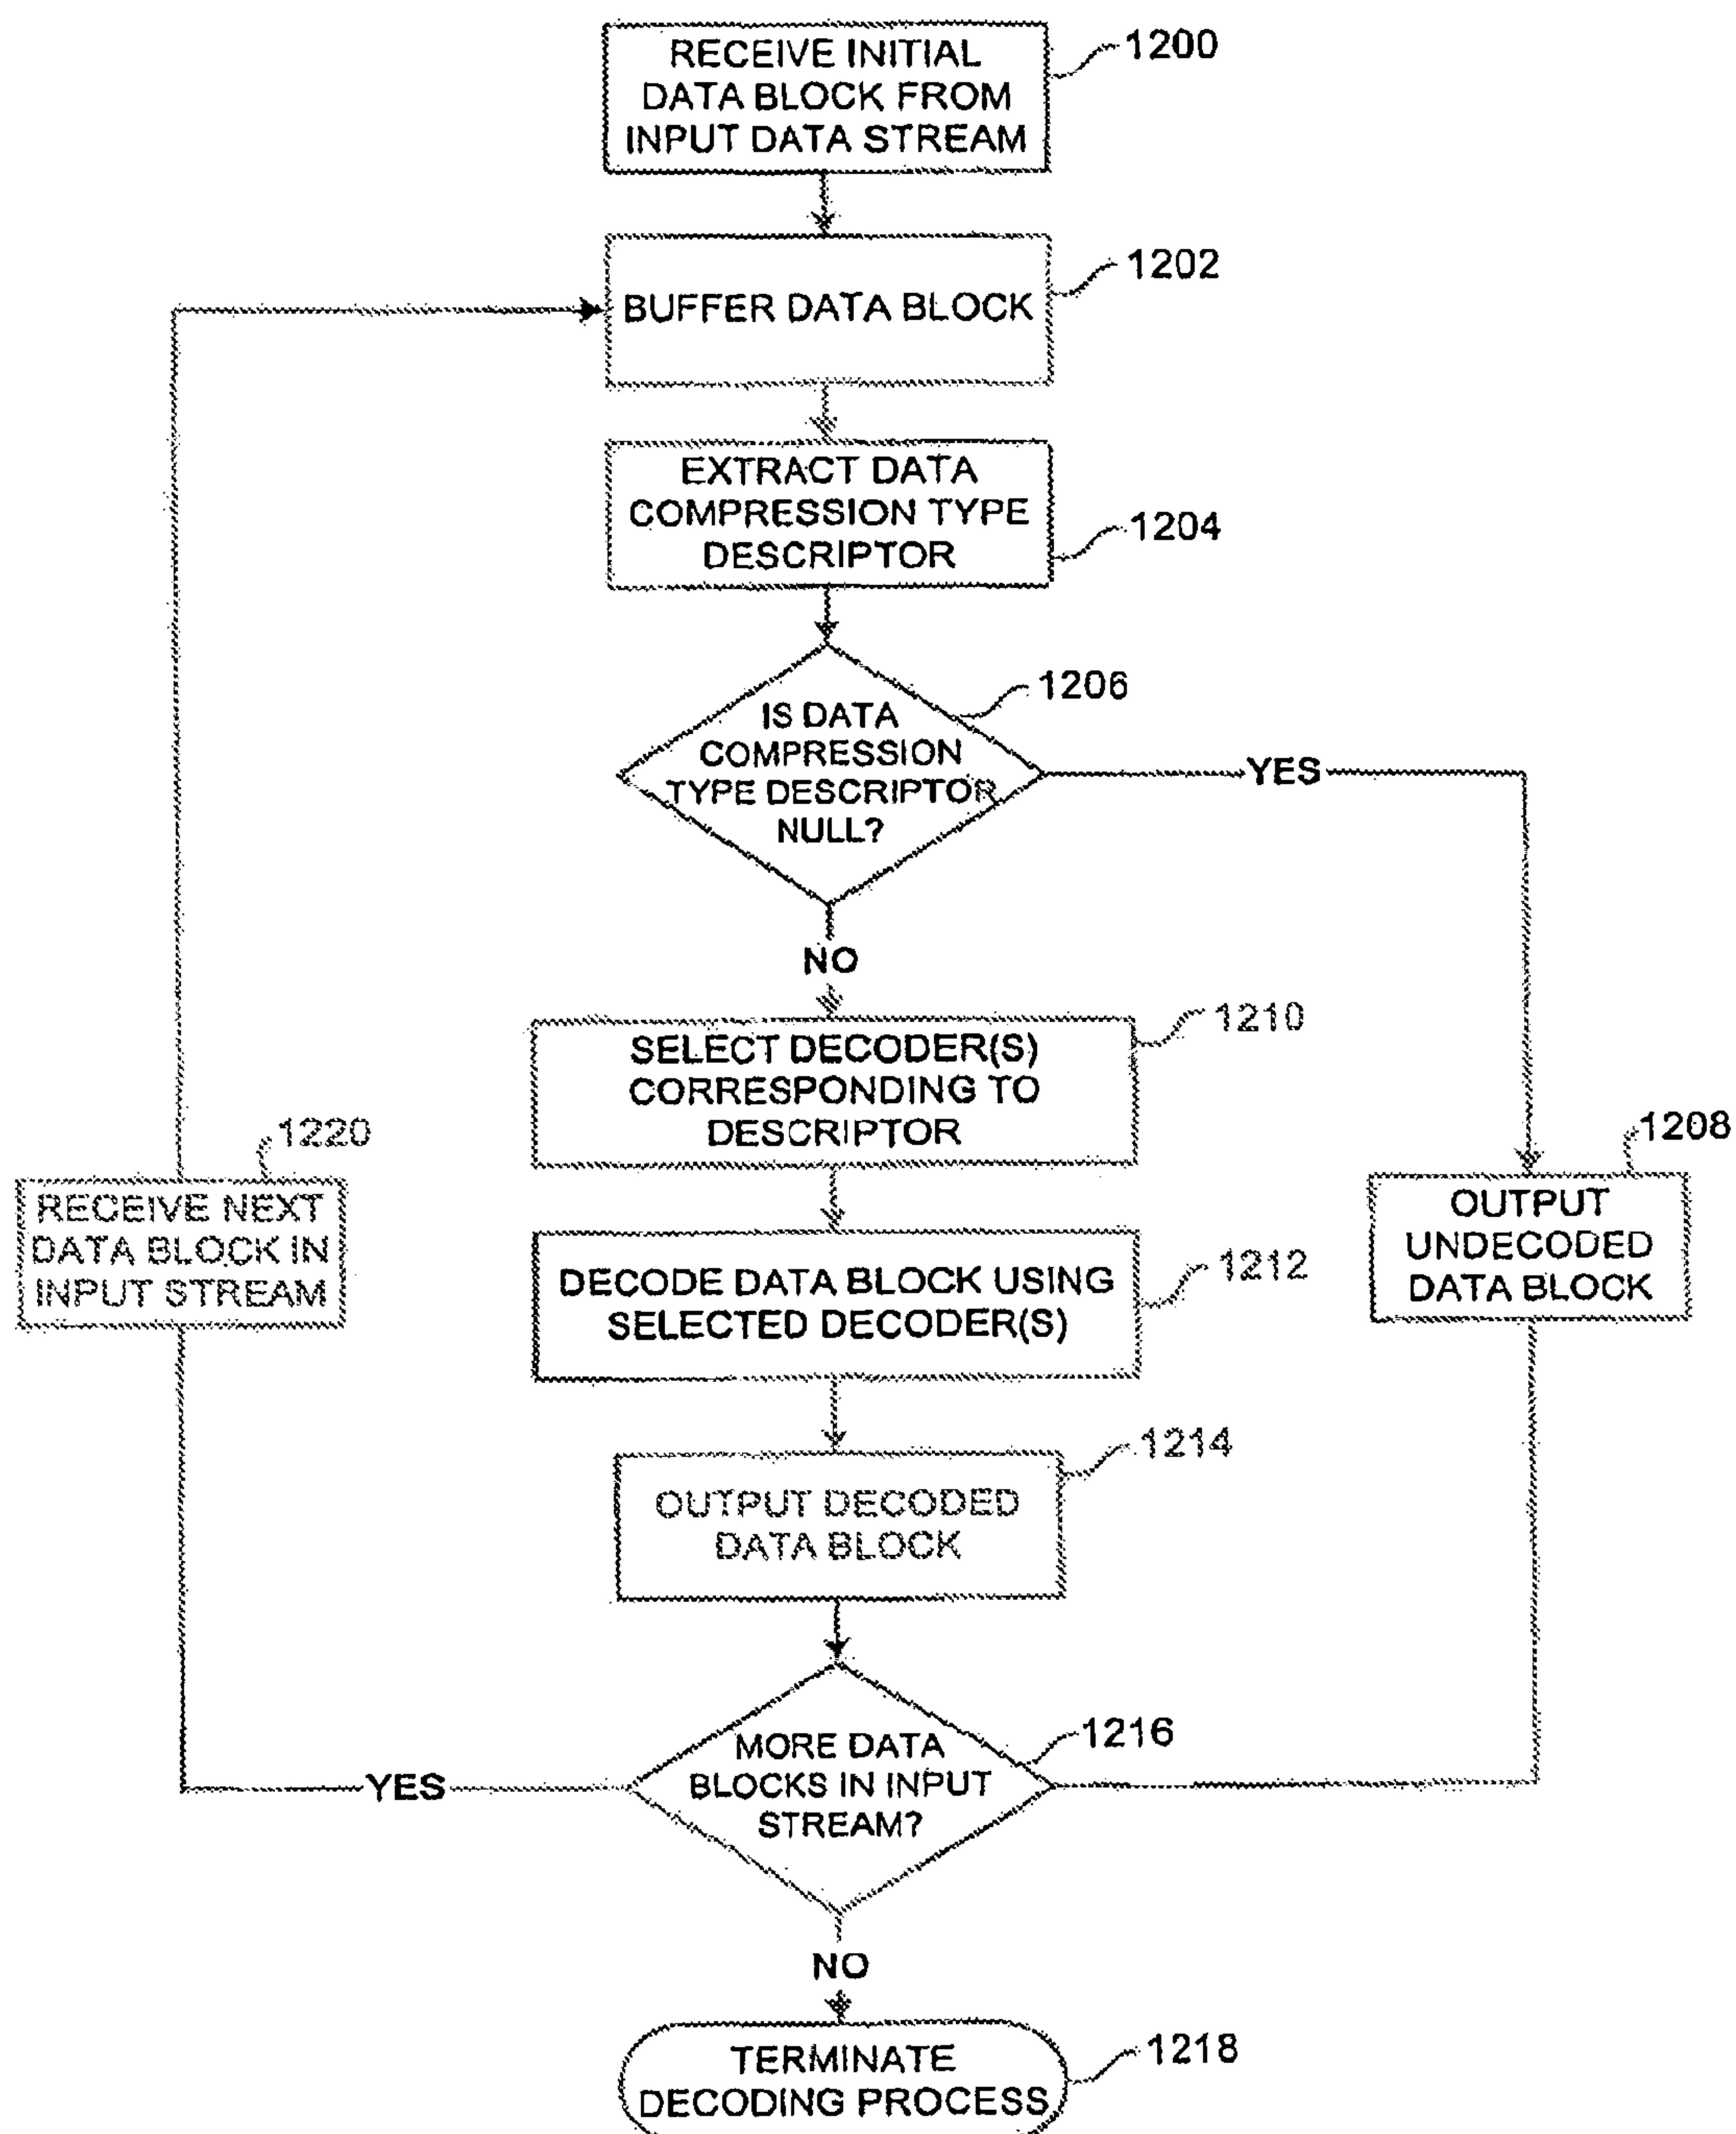 RECEIVE INITIAL
DATA BLOCK FROM
INPUT DATA STREAM
1200
BUFFER DATA BLOCK
1202
EXTRACT DATA
COMPRESSION TYPE
DESCRIPTOR
1204
IS DATA
COMPRESSION
TYPE DESCRIPTOR
NULL?
1206
YES
NO
SELECT DECODER(S)
CORRESPONDING TO
DESCRIPTOR
1210
1220
RECEIVE NEXT
DATA BLOCK IN
INPUT STREAM
1208
OUTPUT
UNDECODED
DATA BLOCK
DECODE DATA BLOCK USING
SELECTED DECODER(S)
1212
OUTPUT DECODED
DATA BLOCK
1214
MORE DATA
BLOCKS IN INPUT
STREAM?
1216
YES
NO
TERMINATE
DECODING PROCESS
1218